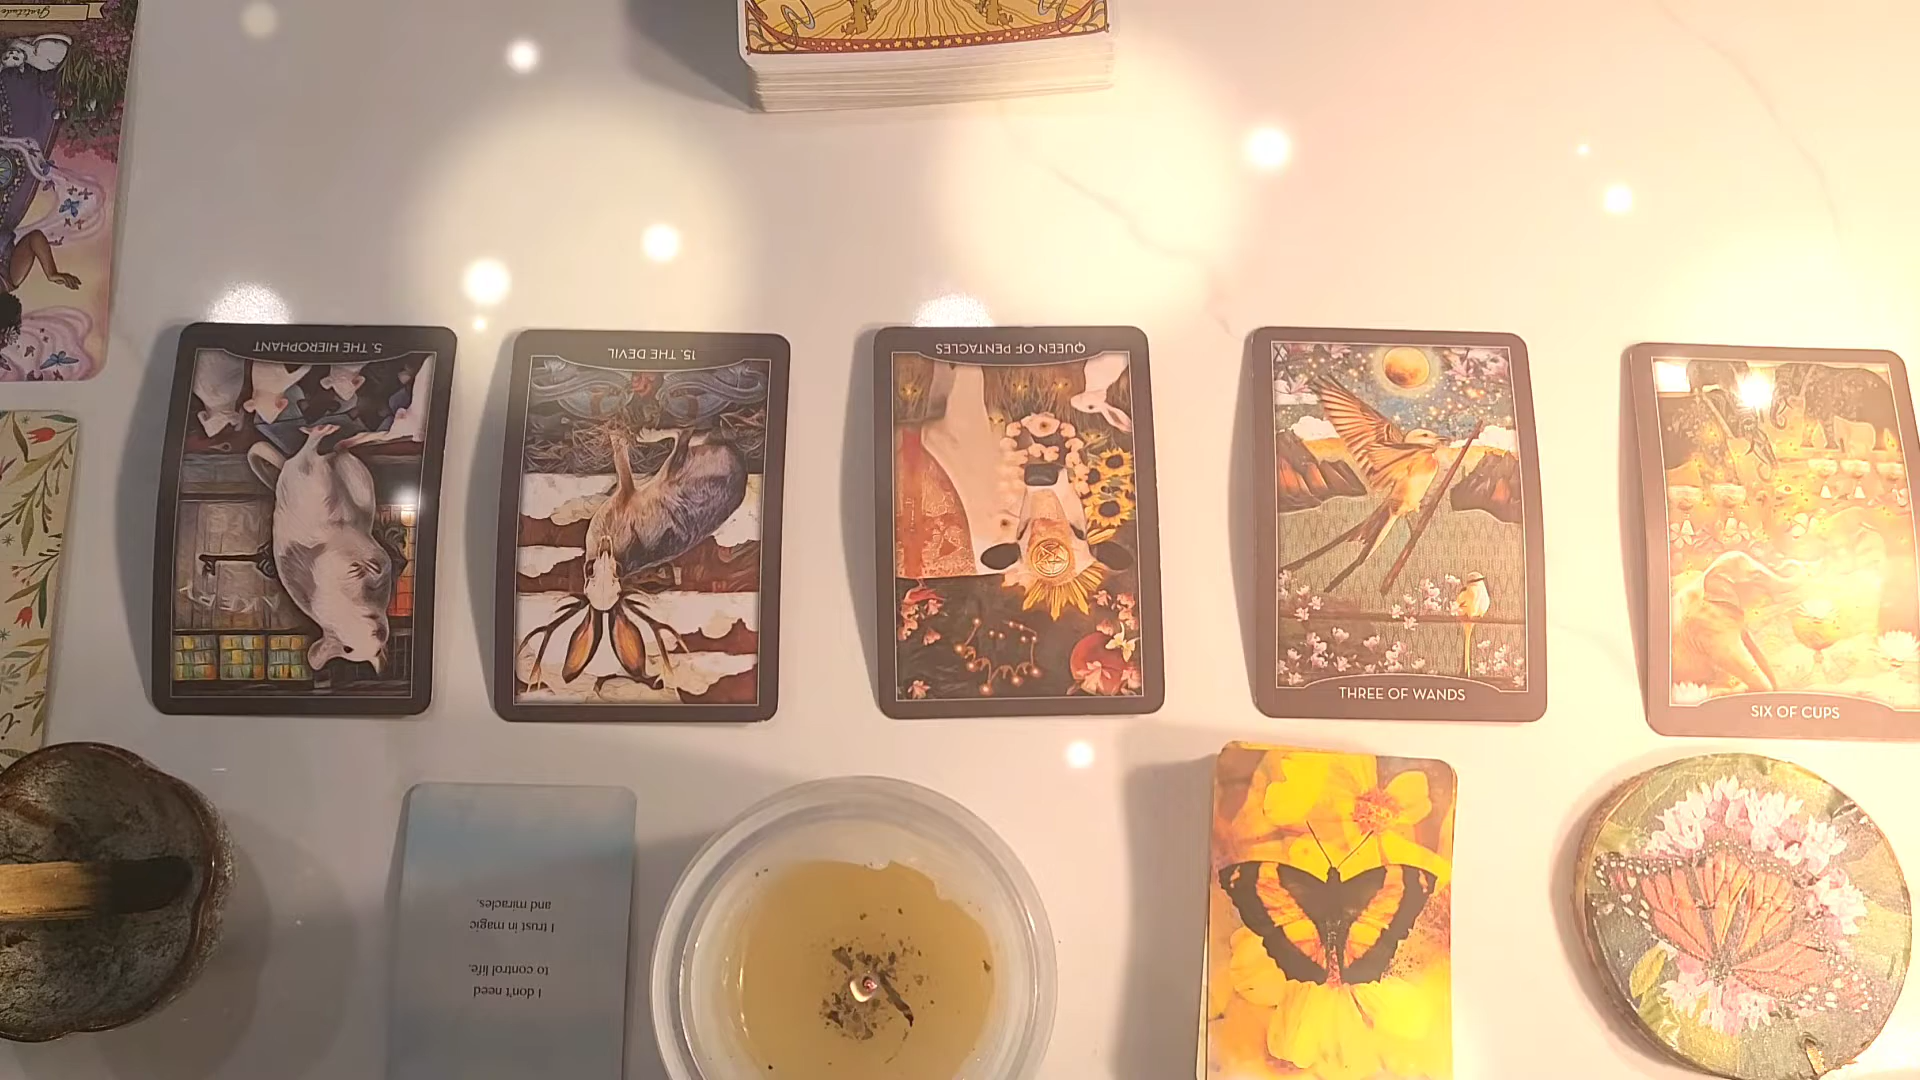 Gratitude
5. THE HIEROPHANT
15. THE DEVIL
QUEEN OF PENTACLES
THREE OF WANDS
SIX OF CUPS
I don't need
to control life.
I trust in magic
and miracles.